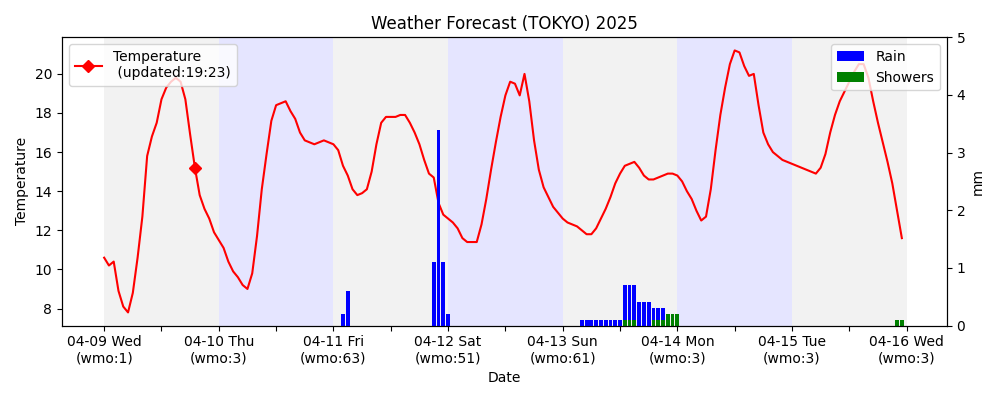 Weather Forecast (TOKYO) 2025
Temperature
(updated:19:23)
Rain
Showers
Temperature
20
18
16
14
12
10
8
5
4
3
2
1
0
mm
04-09 Wed
(wmo:1)
04-10 Thu
(wmo:3)
04-11 Fri
(wmo:63)
04-12 Sat
(wmo:51)
04-13 Sun
(wmo:61)
04-14 Mon
(wmo:3)
04-15 Tue
(wmo:3)
04-16 Wed
(wmo:3)
Date